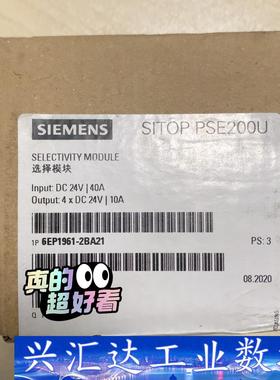 SIEMENS
SITOP PSE200U
SELECTIVITY MODULE
选择模块
Input: DC 24V | 40A
Output: 4 x DC 24V | 10A
1P 6EP1961-2BA21
PS: 3
真的
超好看
08.2020
Q
兴汇达工业数